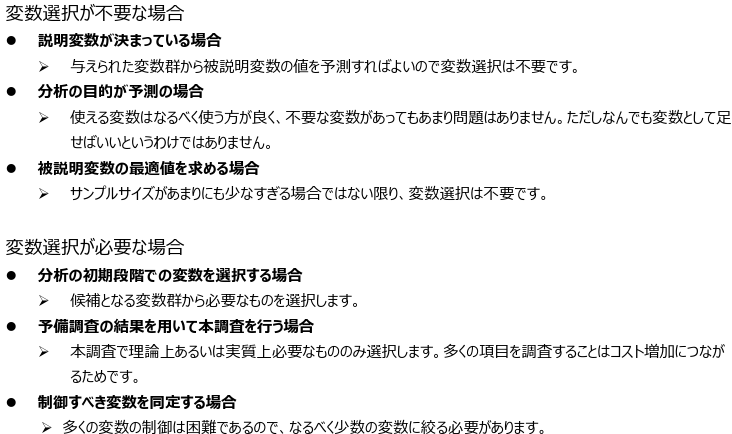 変数選択が不要な場合
● 説明変数が決まっている場合
➢ 与えられた変数群から被説明変数の値を予測すればよいので変数選択は不要です。
● 分析の目的が予測の場合
➢ 使える変数はなるべく使う方が良く、不要な変数があってもあまり問題はありません。ただしなんでも変数として足
せばいいというわけではありません。
● 被説明変数の最適値を求める場合
➢ サンプルサイズがあまりにも少なすぎる場合ではない限り、変数選択は不要です。
変数選択が必要な場合
● 分析の初期段階での変数を選択する場合
➢ 候補となる変数群から必要なものを選択します。
● 予備調査の結果を用いて本調査を行う場合
➢ 本調査で理論上あるいは実質上必要なもののみ選択します。多くの項目を調査することはコスト増加につなが
るためです。
● 制御すべき変数を同定する場合
➢ 多くの変数の制御は困難であるので、なるべく少数の変数に絞る必要があります。